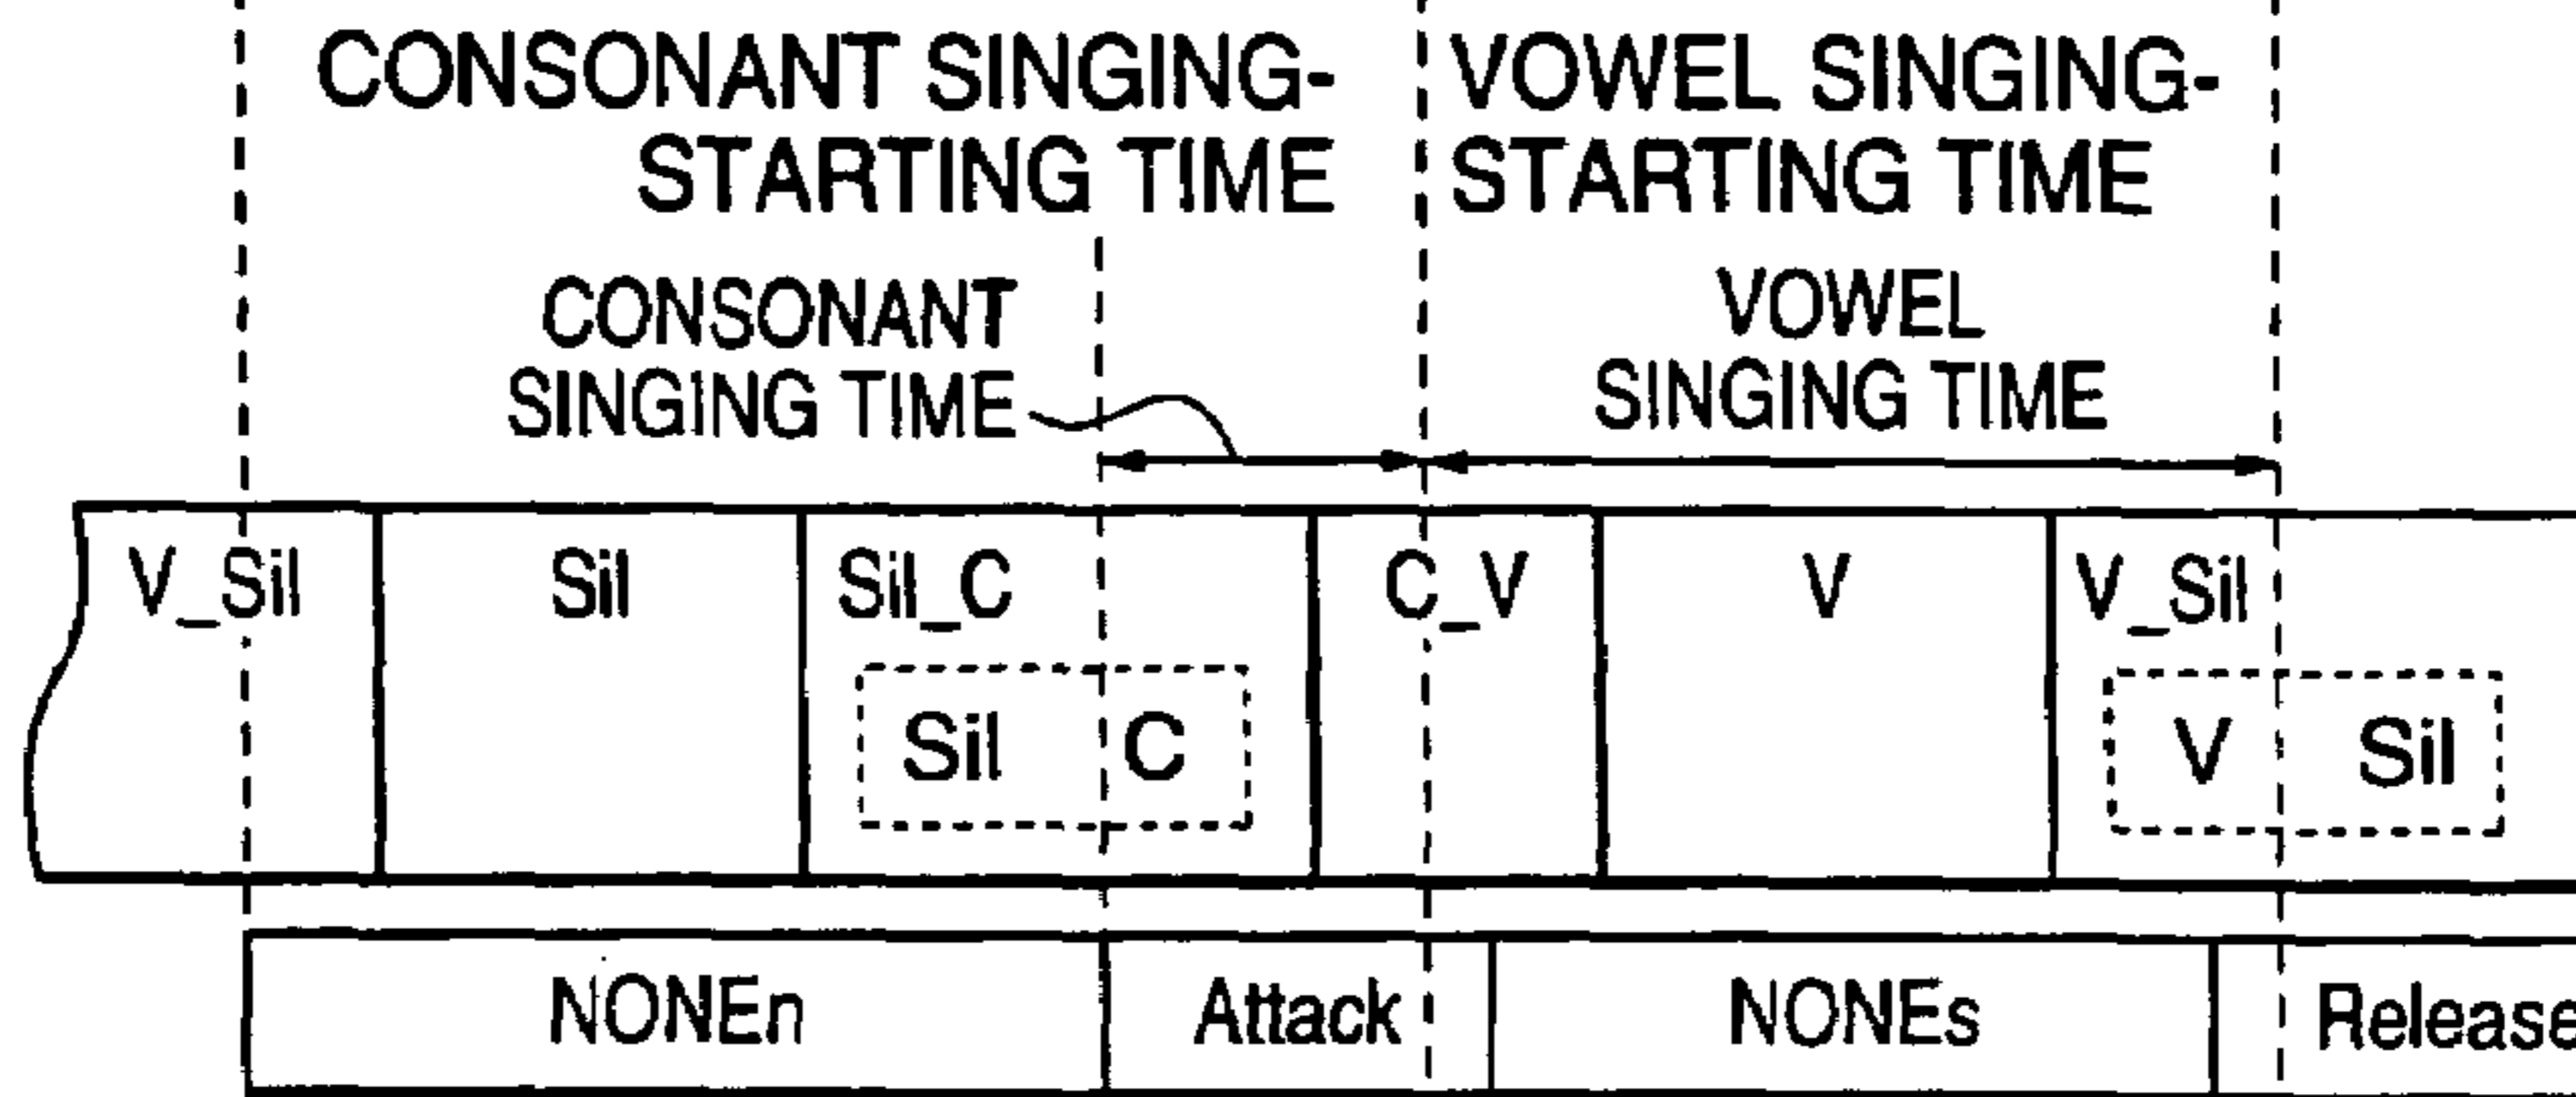 CONSONANT SINGING-
STARTING TIME
VOWEL SINGING-
STARTING TIME
CONSONANT
SINGING TIME
VOWEL
SINGING TIME
V_Sil
Sil
Sil_C
C_V
V
V_Sil
Sil
C
V
Sil
NONEn
Attack
NONEs
Release